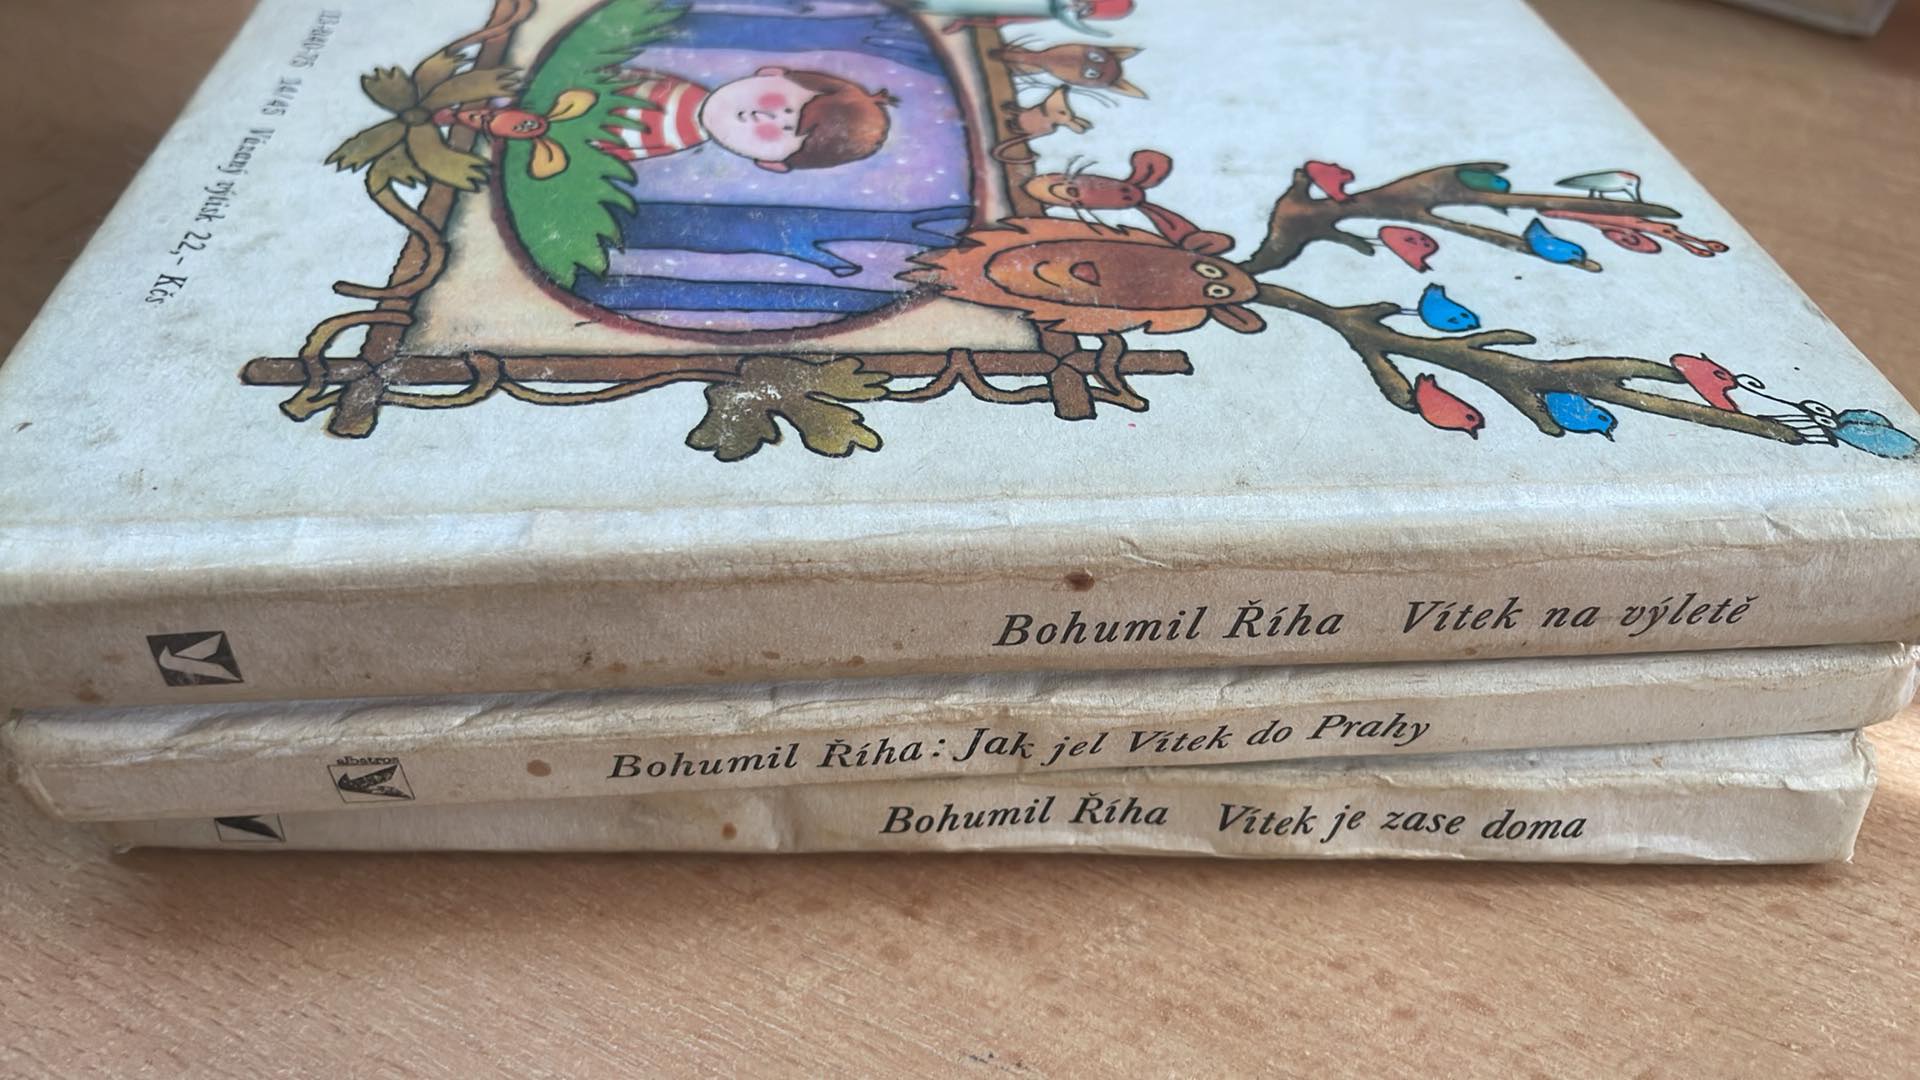 13-840-75 14/45 Vázaný výtisk 22,- Kčs
Bohumil Říha Vítek na výletě
albatros
Bohumil Říha: Jak jel Vítek do Prahy
Bohumil Říha Vítek je zase doma